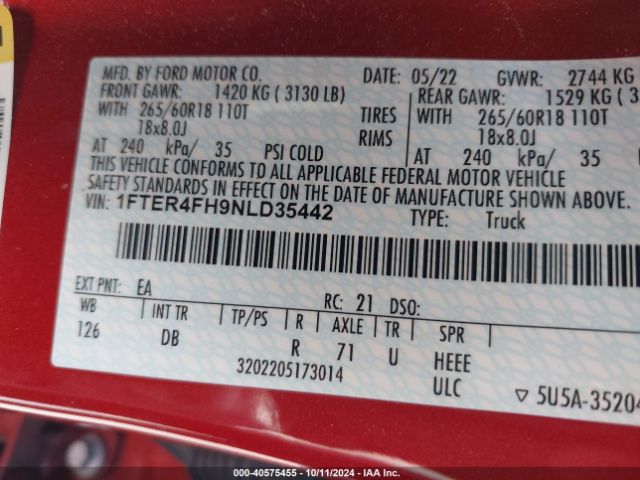 MFD. BY FORD MOTOR CO.
DATE: 05/22 GVWR: 2744 KG
FRONT GAWR: 1420 KG ( 3130 LB)
REAR GAWR: 1529 KG (3
WITH 265/60R18 110T TIRES WITH 265/60R18 110T
18x8.0J RIMS 18x8.0J
AT 240 kPa/ 35 PSI COLD AT 240 kPa/ 35
THIS VEHICLE CONFORMS TO ALL APPLICABLE FEDERAL MOTOR VEHICLE
SAFETY STANDARDS IN EFFECT ON THE DATE OF MANUFACTURE SHOWN ABOVE.
VIN: 1FTER4FH9NLD35442 TYPE: Truck
EXT PNT: EA RC: 21 DSO:
WB INT TR TP/PS R AXLE TR SPR
126 DB R 71 U HEEE
3202205173014 ULC ▽ 5U5A-35204
000-40575455 - 10/11/2024 - IAA Inc.